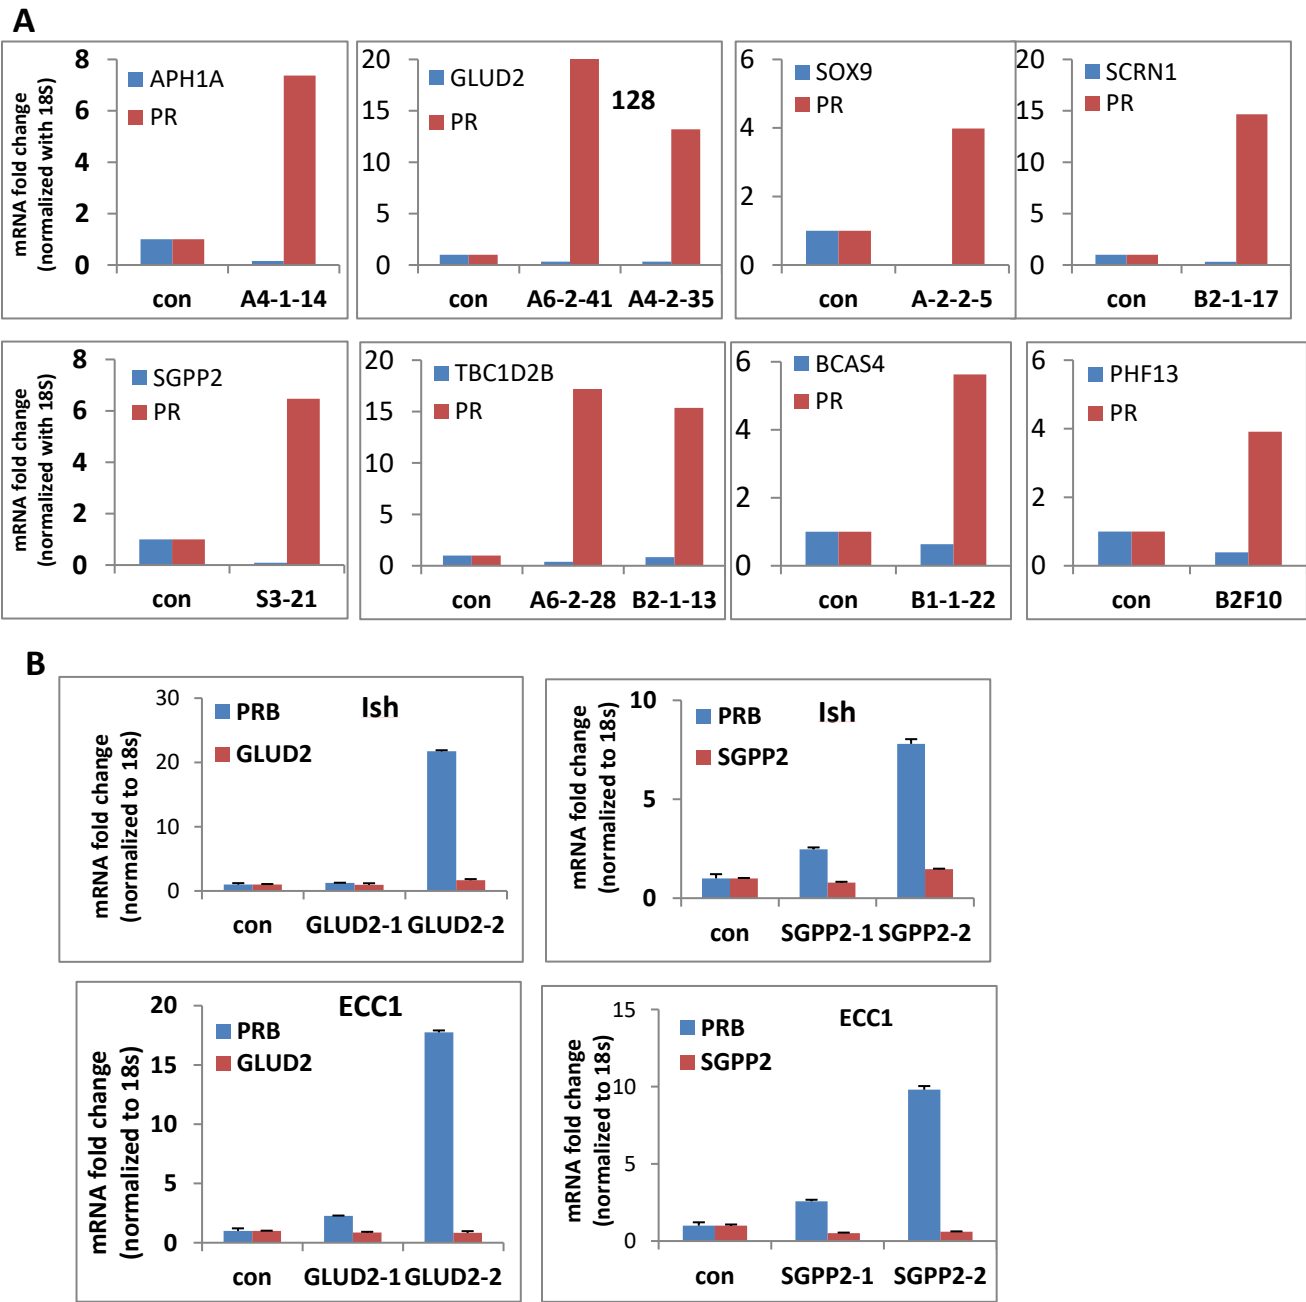 A
mRNA fold change
(normalized with 18S)
8
6
4
2
0
APH1A
PR
con A4-1-14
20
15
10
5
0
GLUD2
PR
128
con A6-2-41 A4-2-35
6
4
2
0
SOX9
PR
con A-2-2-5
20
15
10
5
0
SCRN1
PR
con B2-1-17
mRNA fold change
(normalized with 18S)
8
6
4
2
0
SGPP2
PR
con S3-21
20
15
10
5
0
TBC1D2B
PR
con A6-2-28 B2-1-13
6
4
2
0
BCAS4
PR
con B1-1-22
6
4
2
0
PHF13
PR
con B2F10
B
mRNA fold change
(normalized to 18s)
30
20
10
0
Ish
PRB
GLUD2
con GLUD2-1 GLUD2-2
mRNA fold change
(normalized to 18s)
10
5
0
Ish
PRB
SGPP2
con SGPP2-1 SGPP2-2
mRNA fold change
(normalized to 18s)
20
15
10
5
0
ECC1
PRB
GLUD2
con GLUD2-1 GLUD2-2
mRNA fold change
(normalized to 18s)
15
10
5
0
ECC1
PRB
SGPP2
con SGPP2-1 SGPP2-2